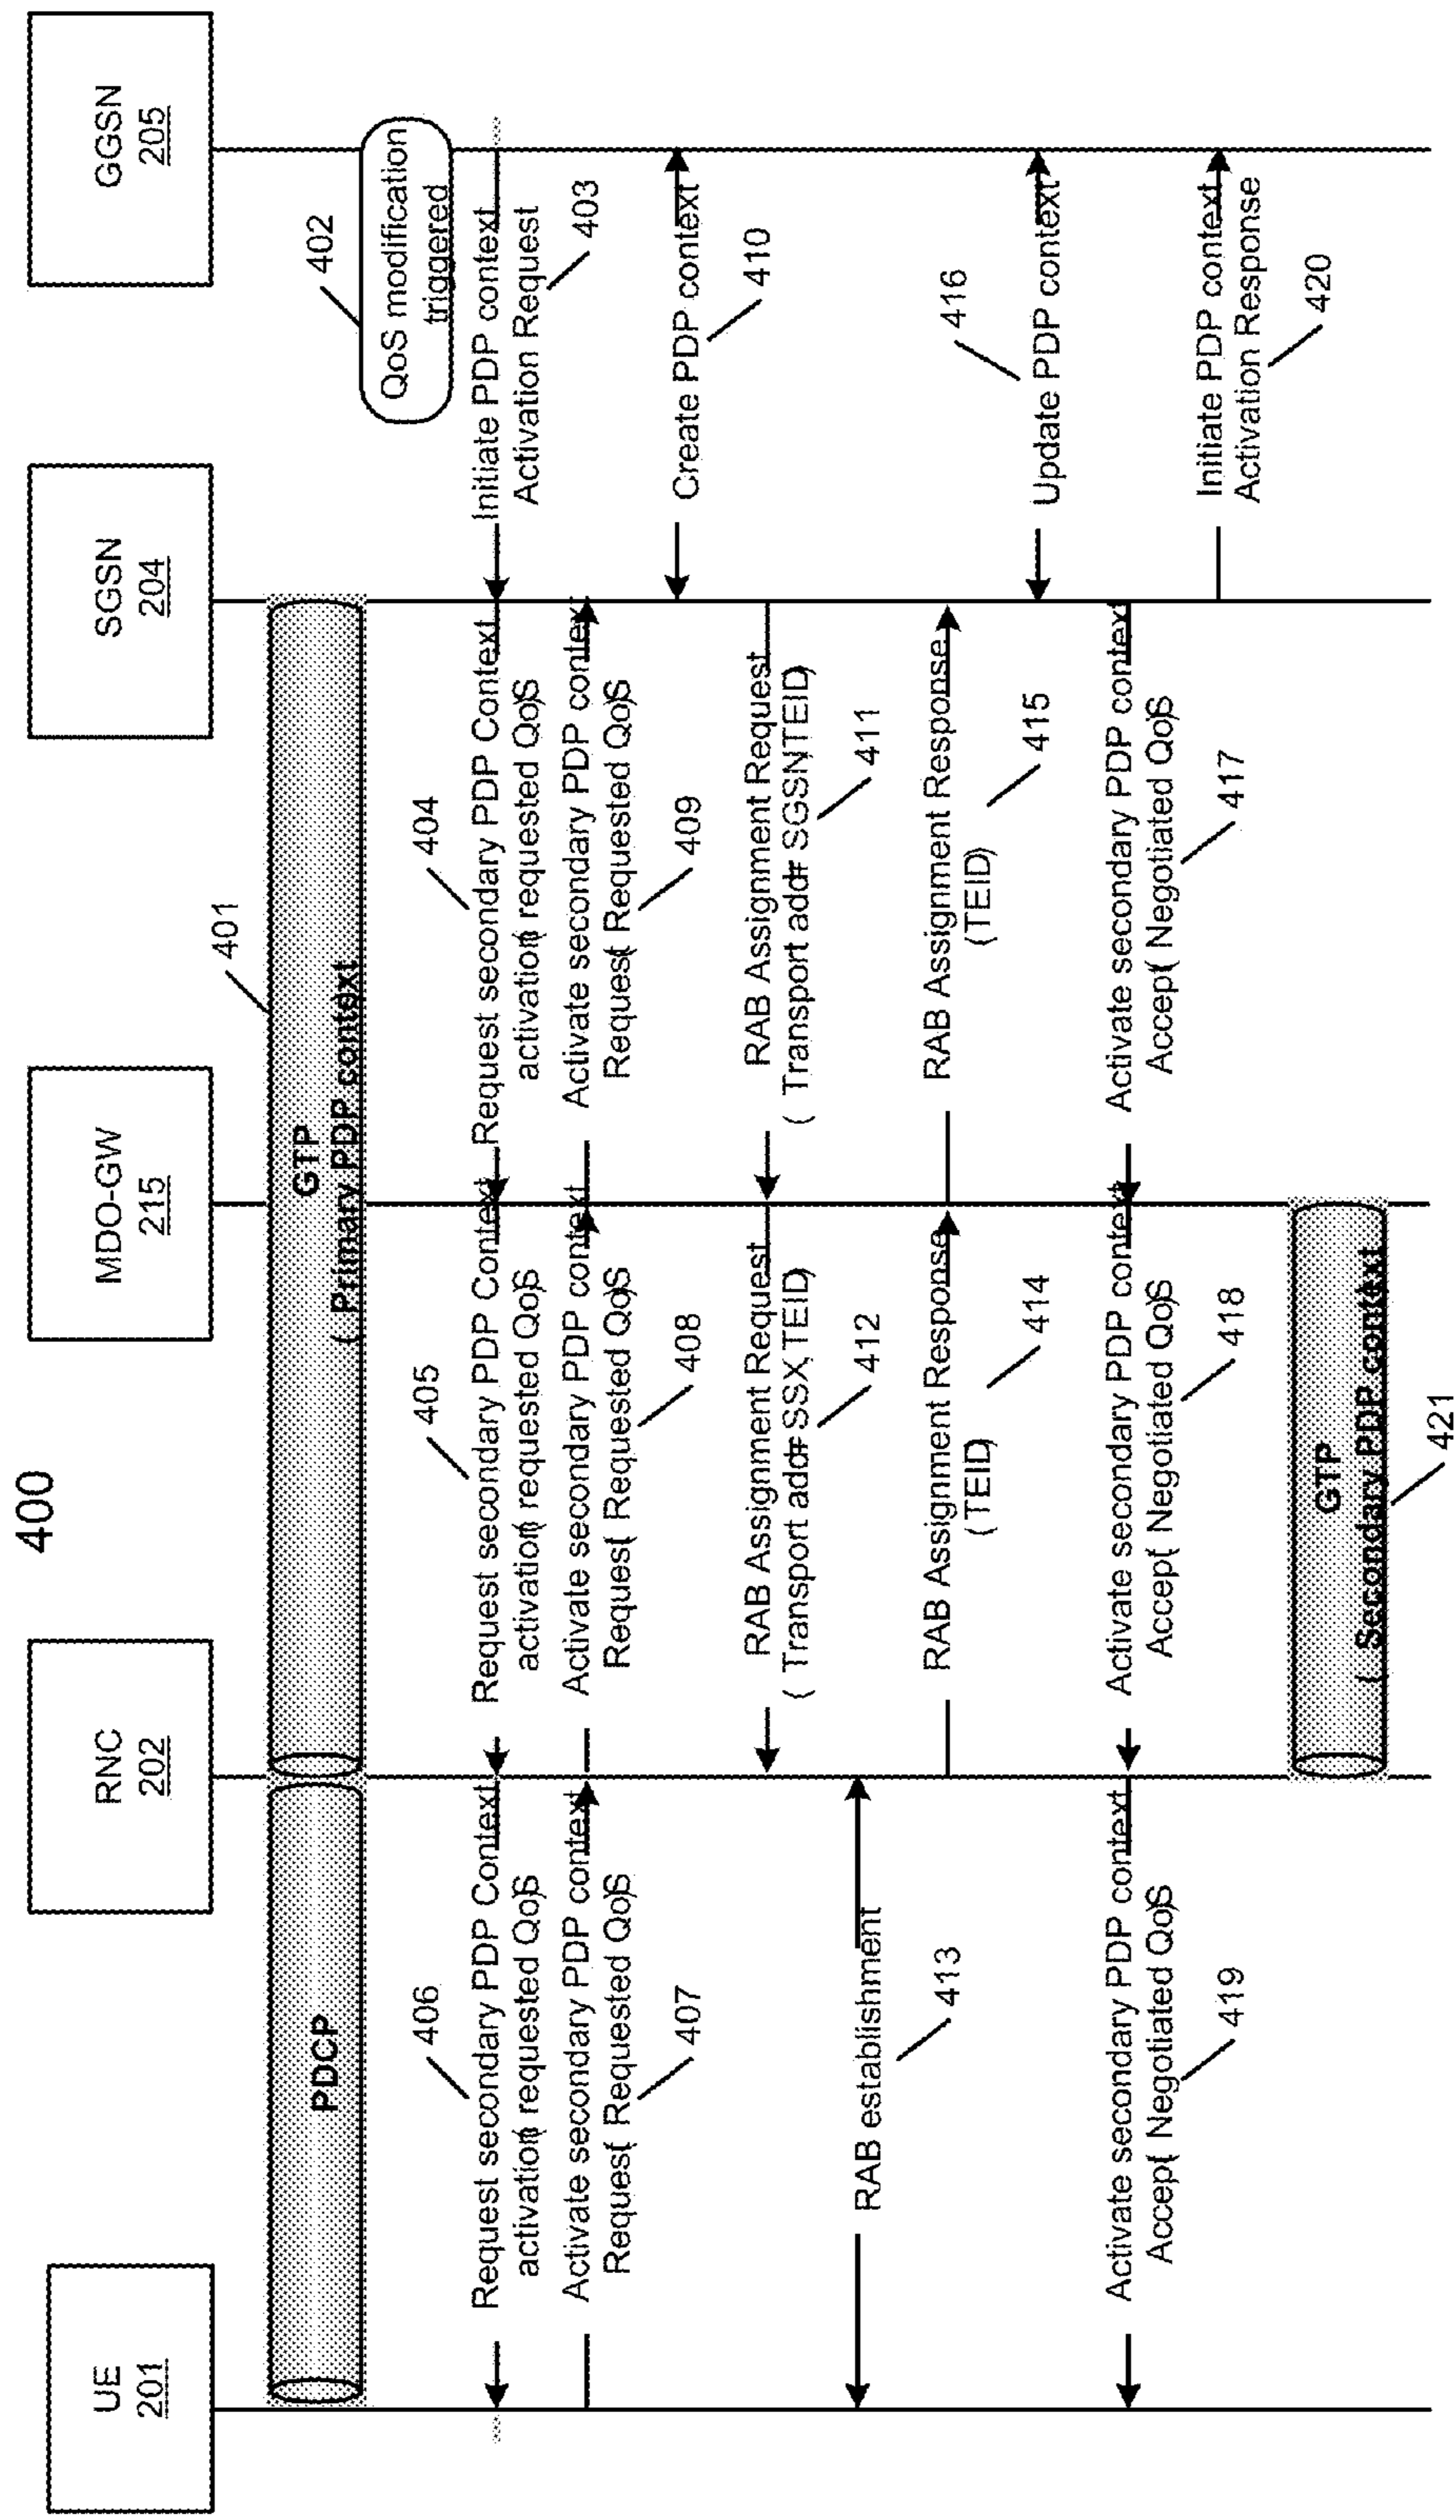 400
UE
201
RNC
202
MDO-GW
215
SGSN
204
GGSN
205
401
PDCP
GTP
( Primary PDP context
402
QoS modification
triggered
Initiate PDP context
Activation Request
403
404
Request secondary PDP Context
activation( requested QoS)
405
Request secondary PDP Context
activation( requested QoS)
406
Request secondary PDP Context
activation( requested QoS)
Activate secondary PDP context
Request( Requested QoS)
407
Activate secondary PDP context
Request( Requested QoS)
408
Activate secondary PDP context
Request( Requested QoS)
409
Create PDP context
410
RAB Assignment Request
( Transport addr= SGSN,TEID)
411
RAB Assignment Request
( Transport addr= SSX,TEID)
412
RAB establishment
413
RAB Assignment Response
(TEID)
414
RAB Assignment Response
(TEID)
415
416
Update PDP context
Activate secondary PDP context
Accept( Negotiated QoS)
417
Activate secondary PDP context
Accept( Negotiated QoS)
418
Activate secondary PDP context
Accept( Negotiated QoS)
419
Initiate PDP context
Activation Response
420
GTP
( Secondary PDP context
421